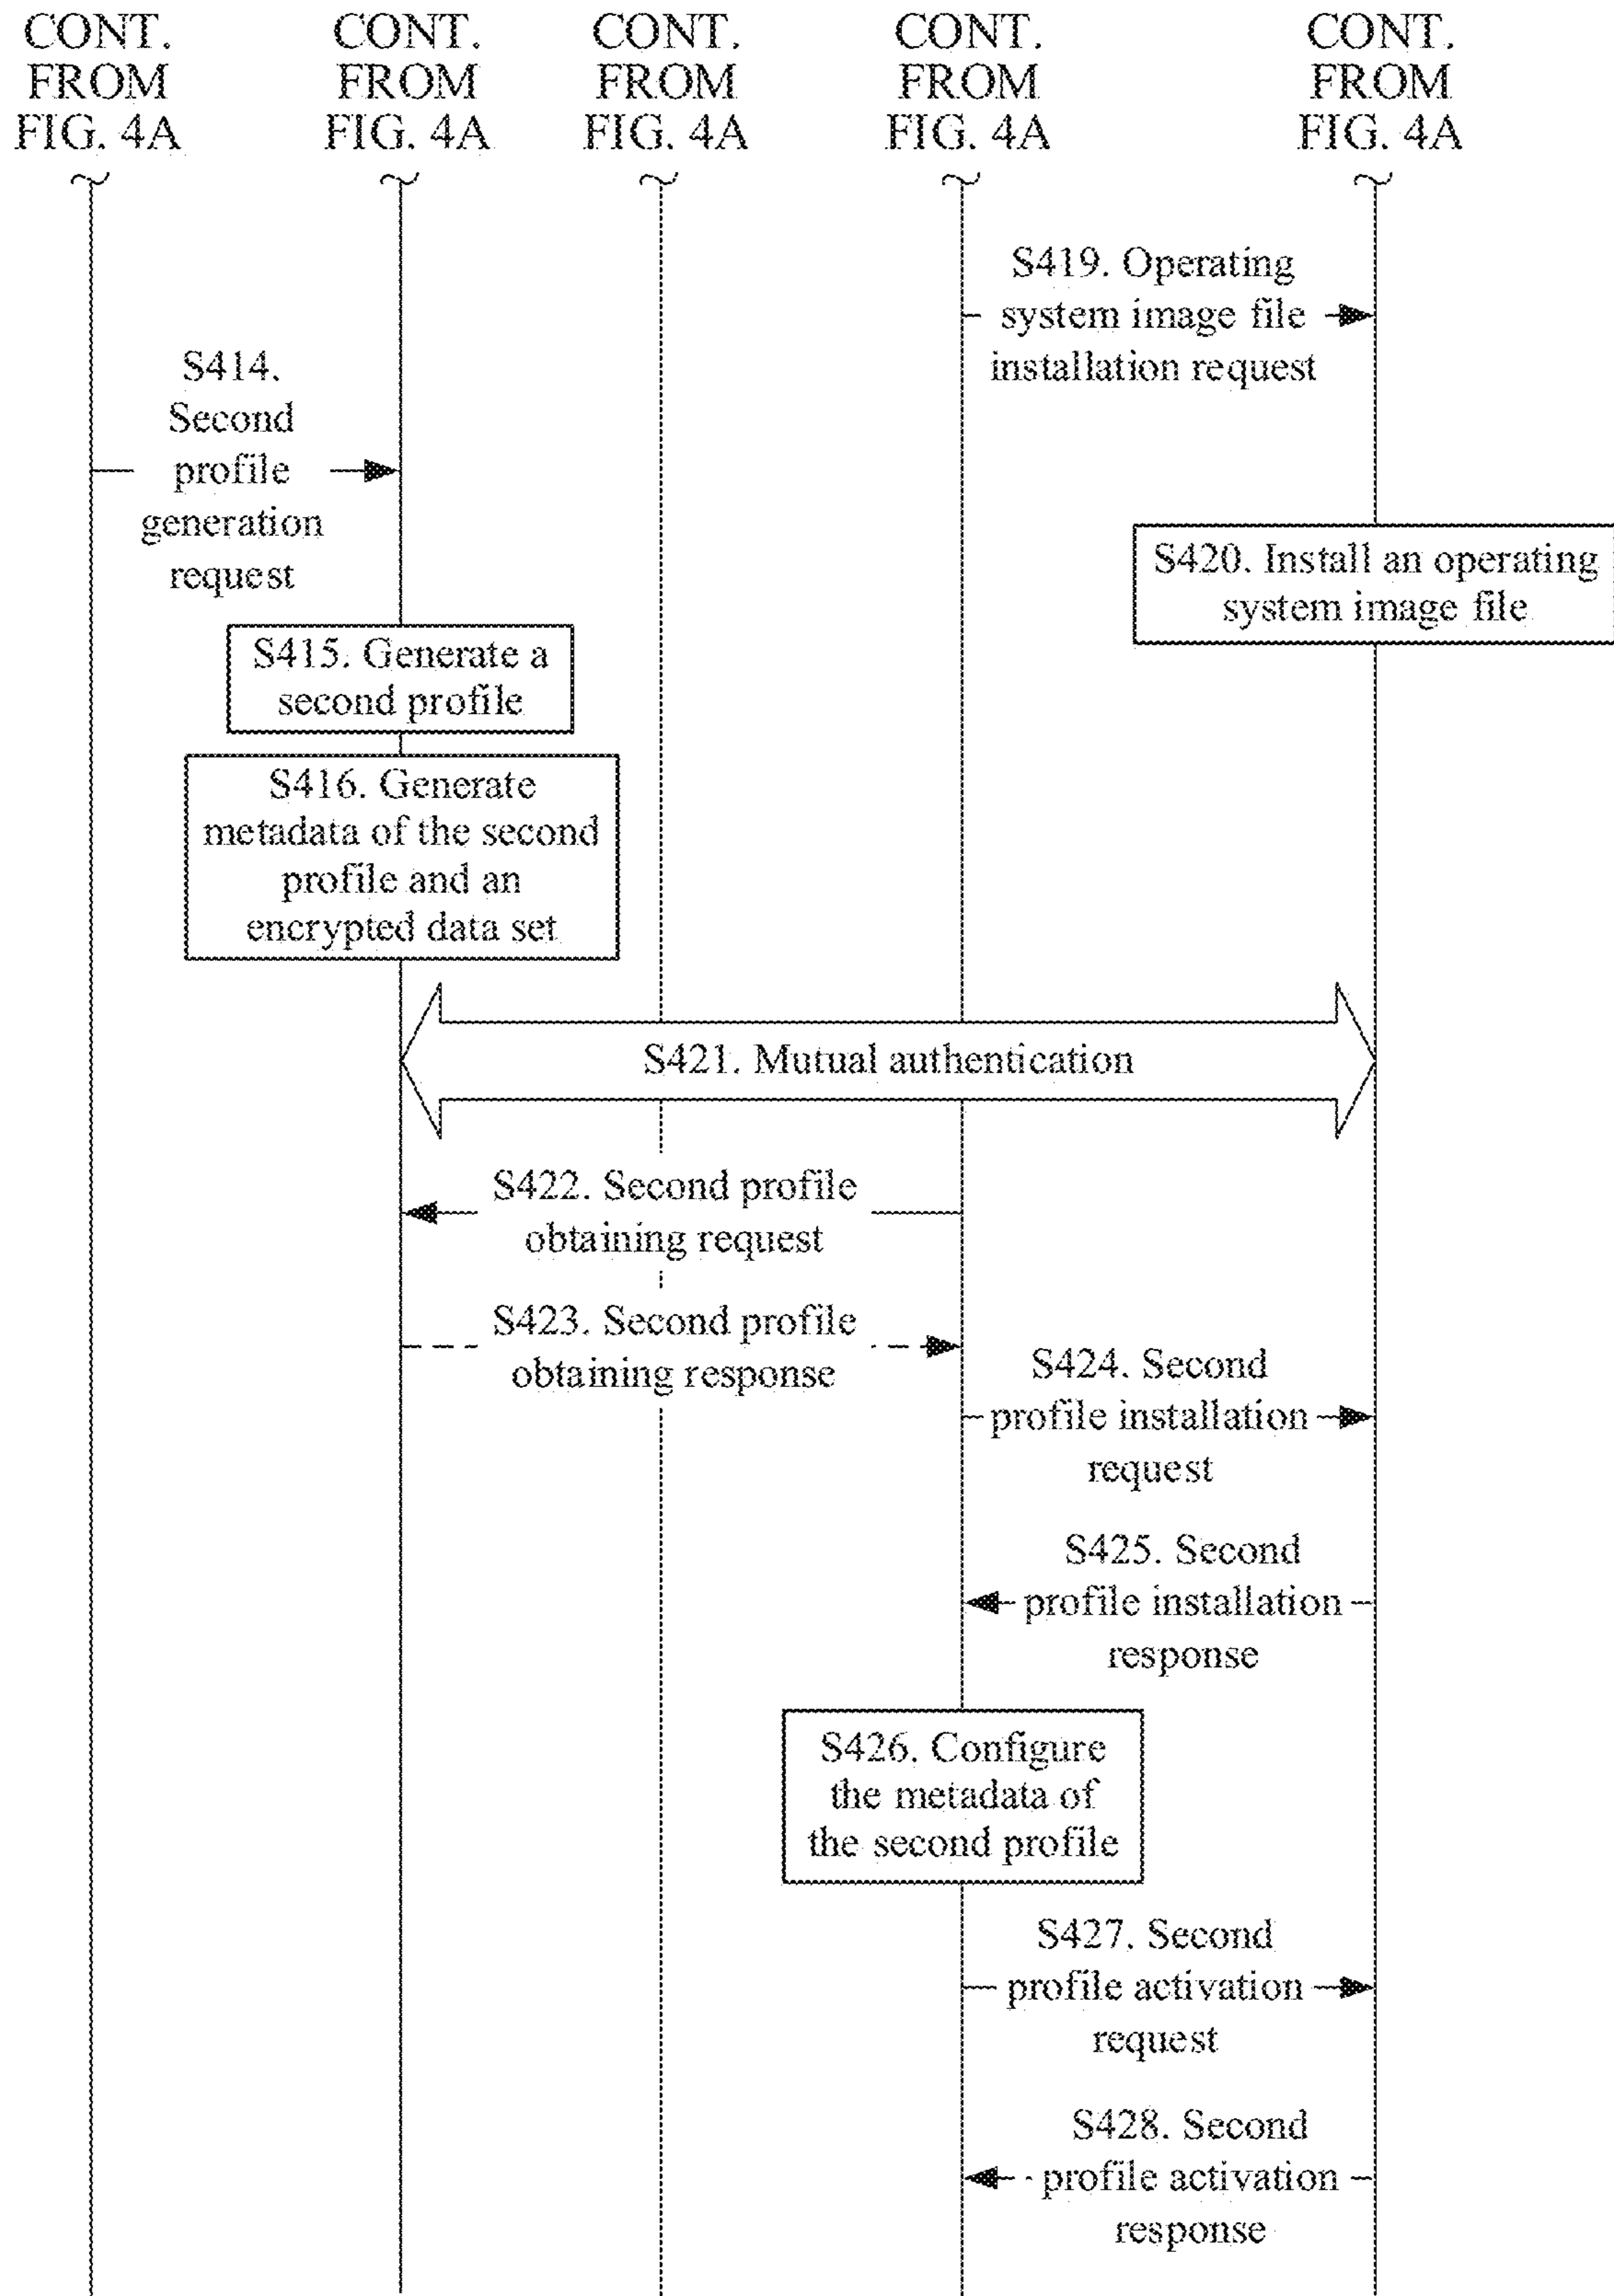 CONT.
FROM
FIG. 4A
CONT.
FROM
FIG. 4A
CONT.
FROM
FIG. 4A
CONT.
FROM
FIG. 4A
CONT.
FROM
FIG. 4A
S419. Operating
system image file
installation request
S414.
Second
profile
generation
request
S420. Install an operating
system image file
S415. Generate a
second profile
S416. Generate
metadata of the second
profile and an
encrypted data set
S421. Mutual authentication
S422. Second profile
obtaining request
S423. Second profile
obtaining response
S424. Second
profile installation
request
S425. Second
profile installation
response
S426. Configure
the metadata of
the second profile
S427. Second
profile activation
request
S428. Second
profile activation
response